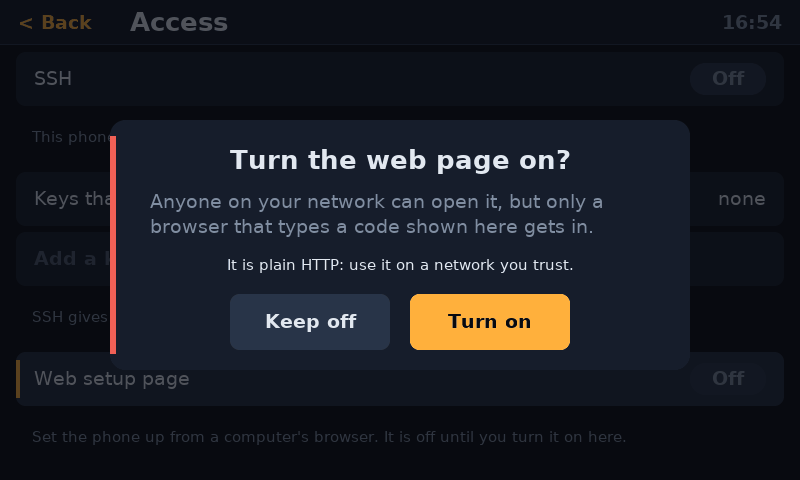 < Back
Access
16:54
SSH
Off
This phon
Turn the web page on?
Anyone on your network can open it, but only a
browser that types a code shown here gets in.
It is plain HTTP: use it on a network you trust.
Keep off
Turn on
Keys tha
none
Add a k
SSH gives
Web setup page
Off
Set the phone up from a computer's browser. It is off until you turn it on here.